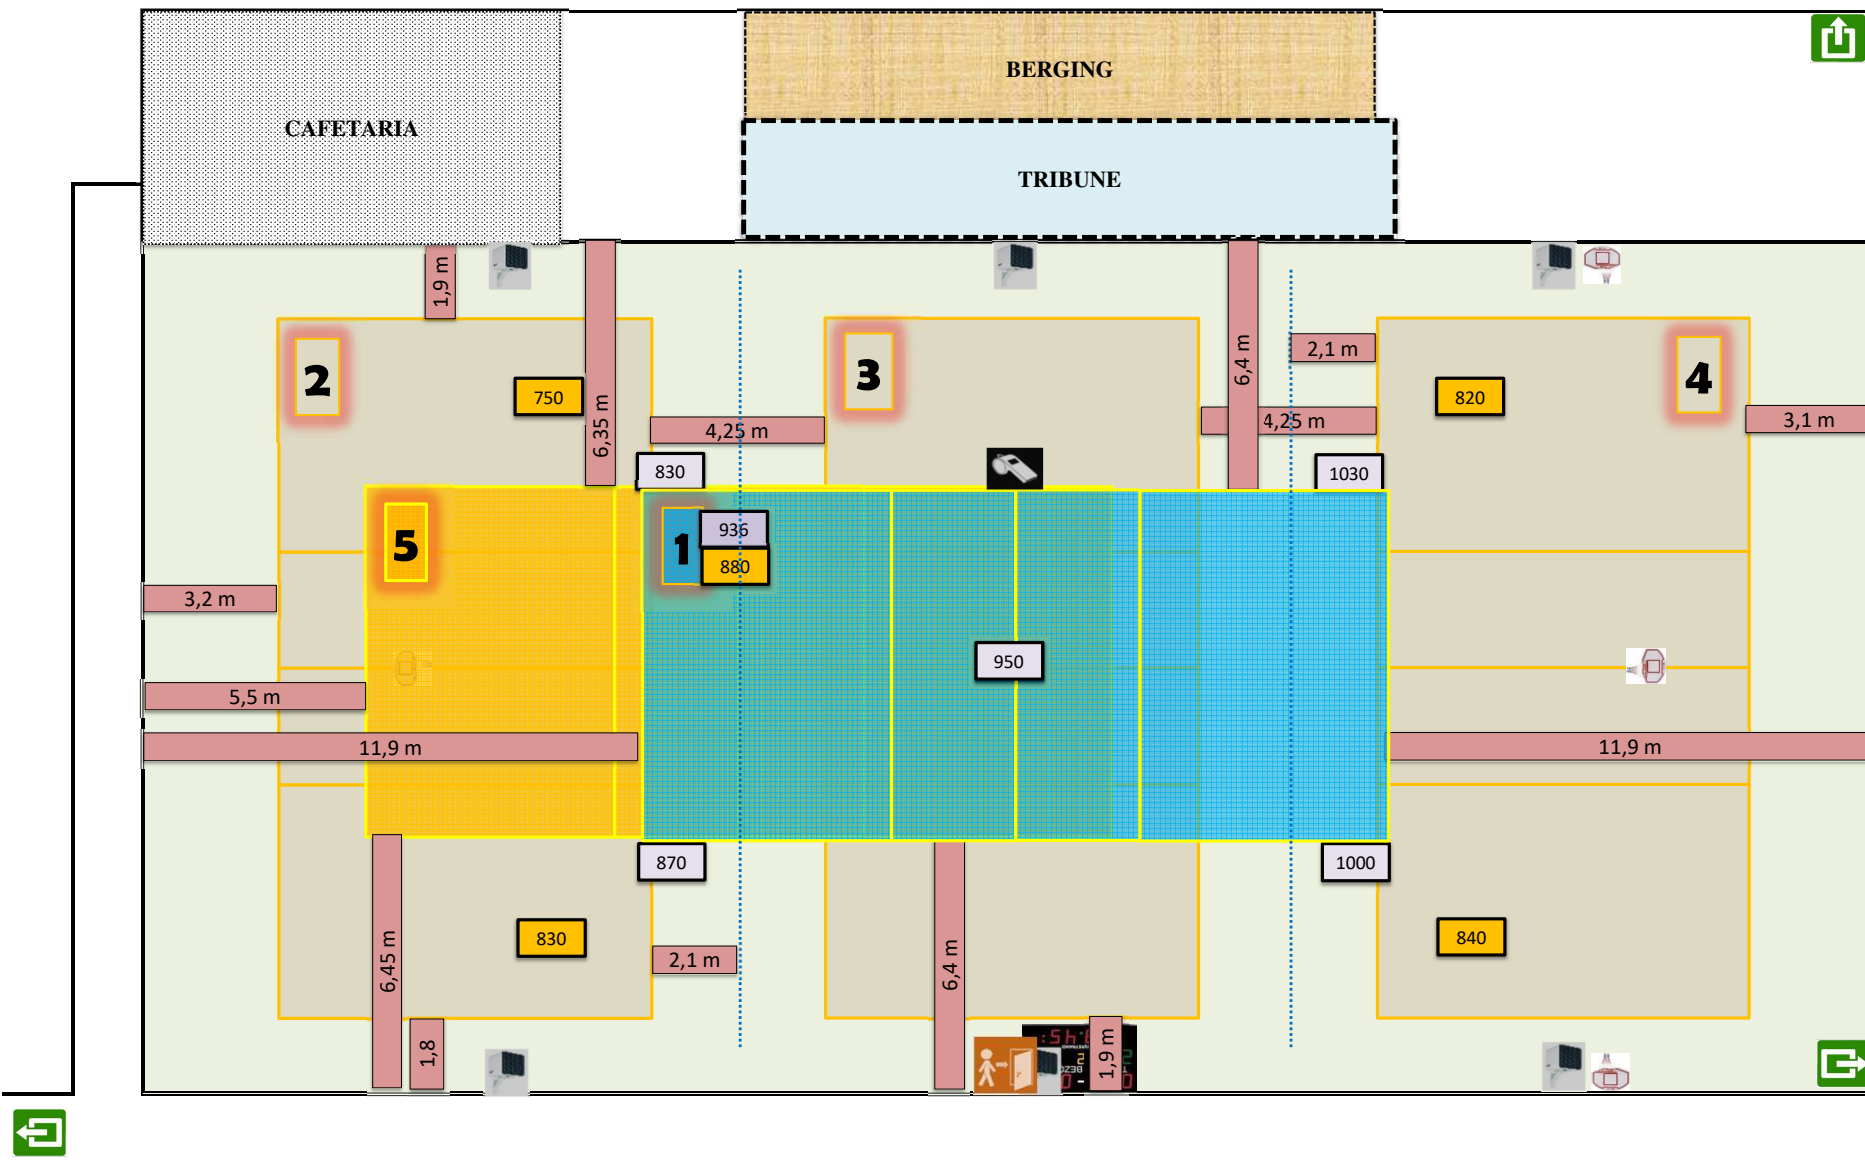 BERGING
CAFETARIA
TRIBUNE
1,9 m
6,35 m
6,4 m
2,1 m
2
3
4
750
820
4,25 m
4,25 m
3,1 m
830
1030
5
1
936
880
3,2 m
950
5,5 m
11,9 m
11,9 m
870
1000
830
840
6,45 m
2,1 m
6,4 m
1,8
1,9 m